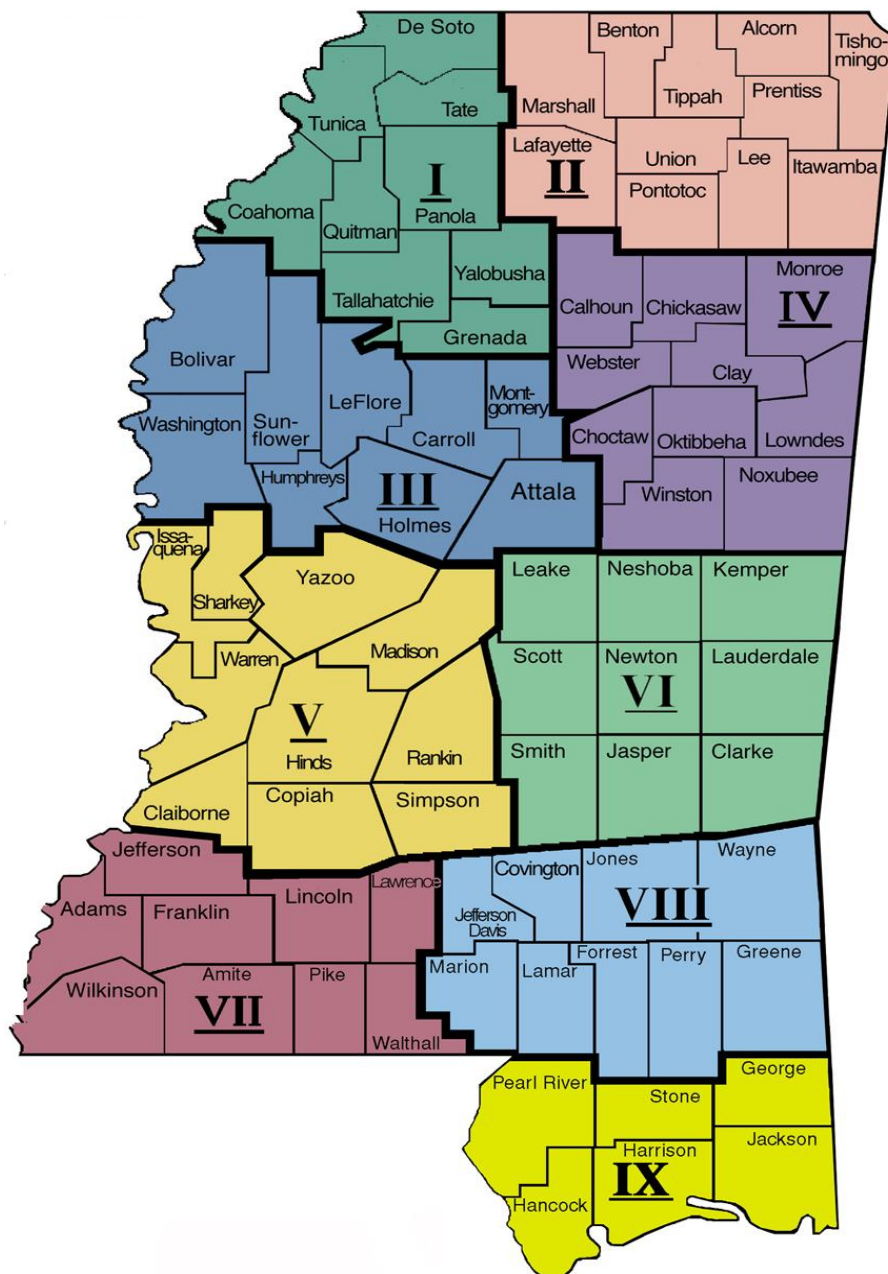 De Soto
Benton
Alcorn
Tisho-
mingo
Marshall
Tippah
Prentiss
Tunica
Tate
Lafayette
Union
Lee
Itawamba
I
II
Pontotoc
Coahoma
Quitman
Panola
Yalobusha
Tallahatchie
Grenada
Monroe
Calhoun
Chickasaw
IV
Webster
Clay
Bolivar
LeFlore
Mont-
gomery
Washington
Sun-
flower
Carroll
Choctaw
Oktibbeha
Lowndes
Humphreys
III
Holmes
Attala
Winston
Noxubee
Issa-
quena
Sharkey
Yazoo
Leake
Neshoba
Kemper
Warren
Madison
Scott
Newton
Lauderdale
VI
V
Hinds
Rankin
Smith
Jasper
Clarke
Claiborne
Copiah
Simpson
Jefferson
Lincoln
Lawrence
Covington
Jones
Wayne
Adams
Franklin
Jefferson
Davis
VIII
Wilkinson
Amite
Pike
Marion
Lamar
Forrest
Perry
Greene
VII
Walthall
Pearl River
Stone
George
Harrison
Jackson
Hancock
IX